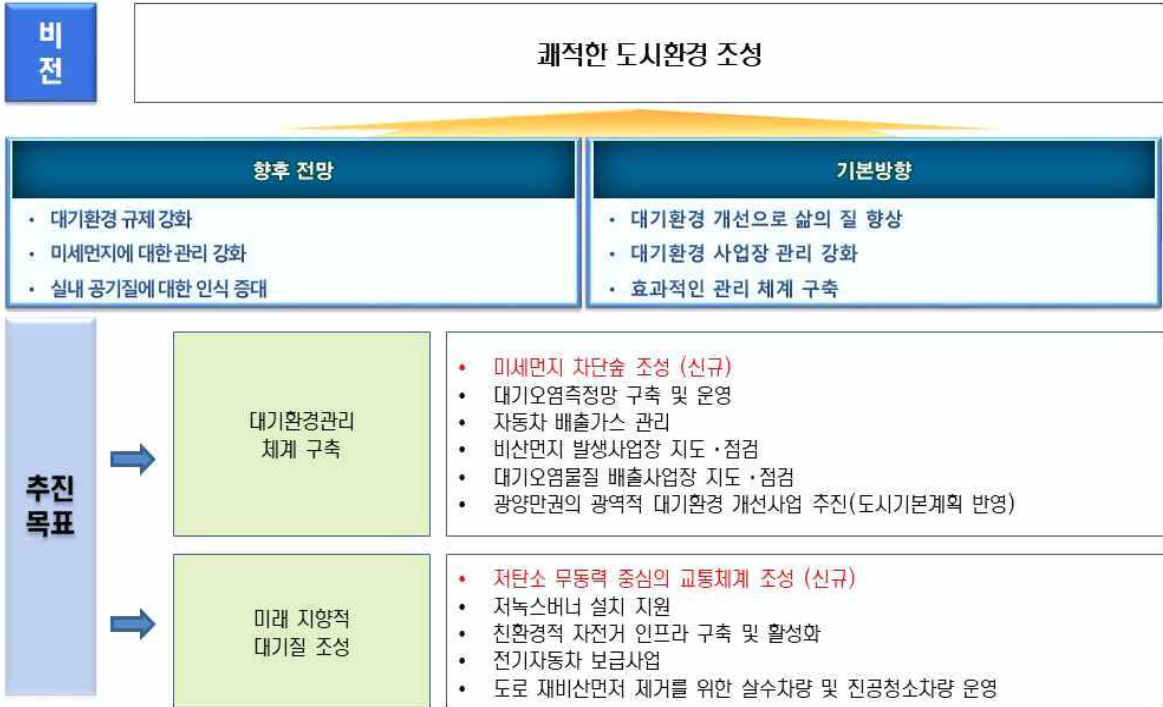 비
전
쾌적한 도시환경 조성
향후 전망
• 대기환경 규제 강화
• 미세먼지에 대한 관리 강화
• 실내 공기질에 대한 인식 증대
기본방향
• 대기환경 개선으로 삶의 질 향상
• 대기환경 사업장 관리 강화
• 효과적인 관리 체계 구축
추진
목표
대기환경관리
체계 구축
• 미세먼지 차단숲 조성 (신규)
• 대기오염측정망 구축 및 운영
• 자동차 배출가스 관리
• 비산먼지 발생사업장 지도·점검
• 대기오염물질 배출사업장 지도·점검
• 광양만권의 광역적 대기환경 개선사업 추진(도시기본계획 반영)
미래 지향적
대기질 조성
• 저탄소 무동력 중심의 교통체계 조성 (신규)
• 저녹스버너 설치 지원
• 친환경적 자전거 인프라 구축 및 활성화
• 전기자동차 보급사업
• 도로 재비산먼저 제거를 위한 살수차량 및 진공청소차량 운영